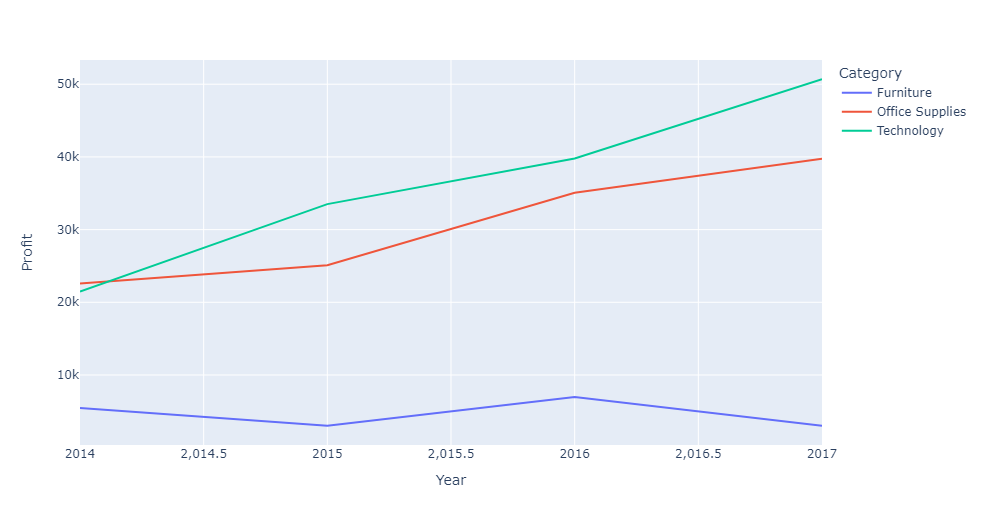 Category
Furniture
Office Supplies
Technology
50k
40k
30k
20k
10k
Profit
2014 2,014.5 2015 2,015.5 2016 2,016.5 2017
Year